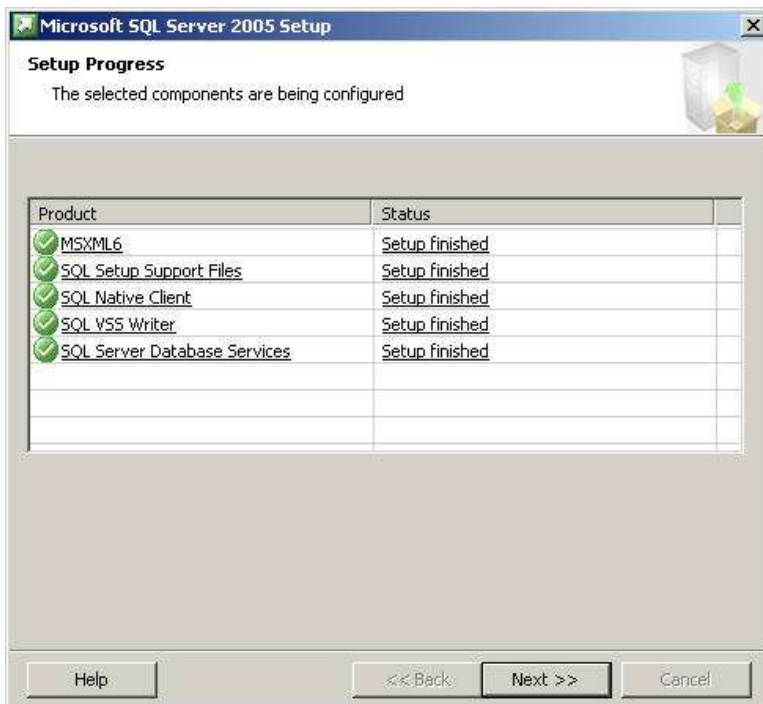 Microsoft SQL Server 2005 Setup
Setup Progress
The selected components are being configured
Product Status
MSXML6 Setup finished
SQL Setup Support Files Setup finished
SQL Native Client Setup finished
SQL VSS Writer Setup finished
SQL Server Database Services Setup finished
Help << Back Next >> Cancel